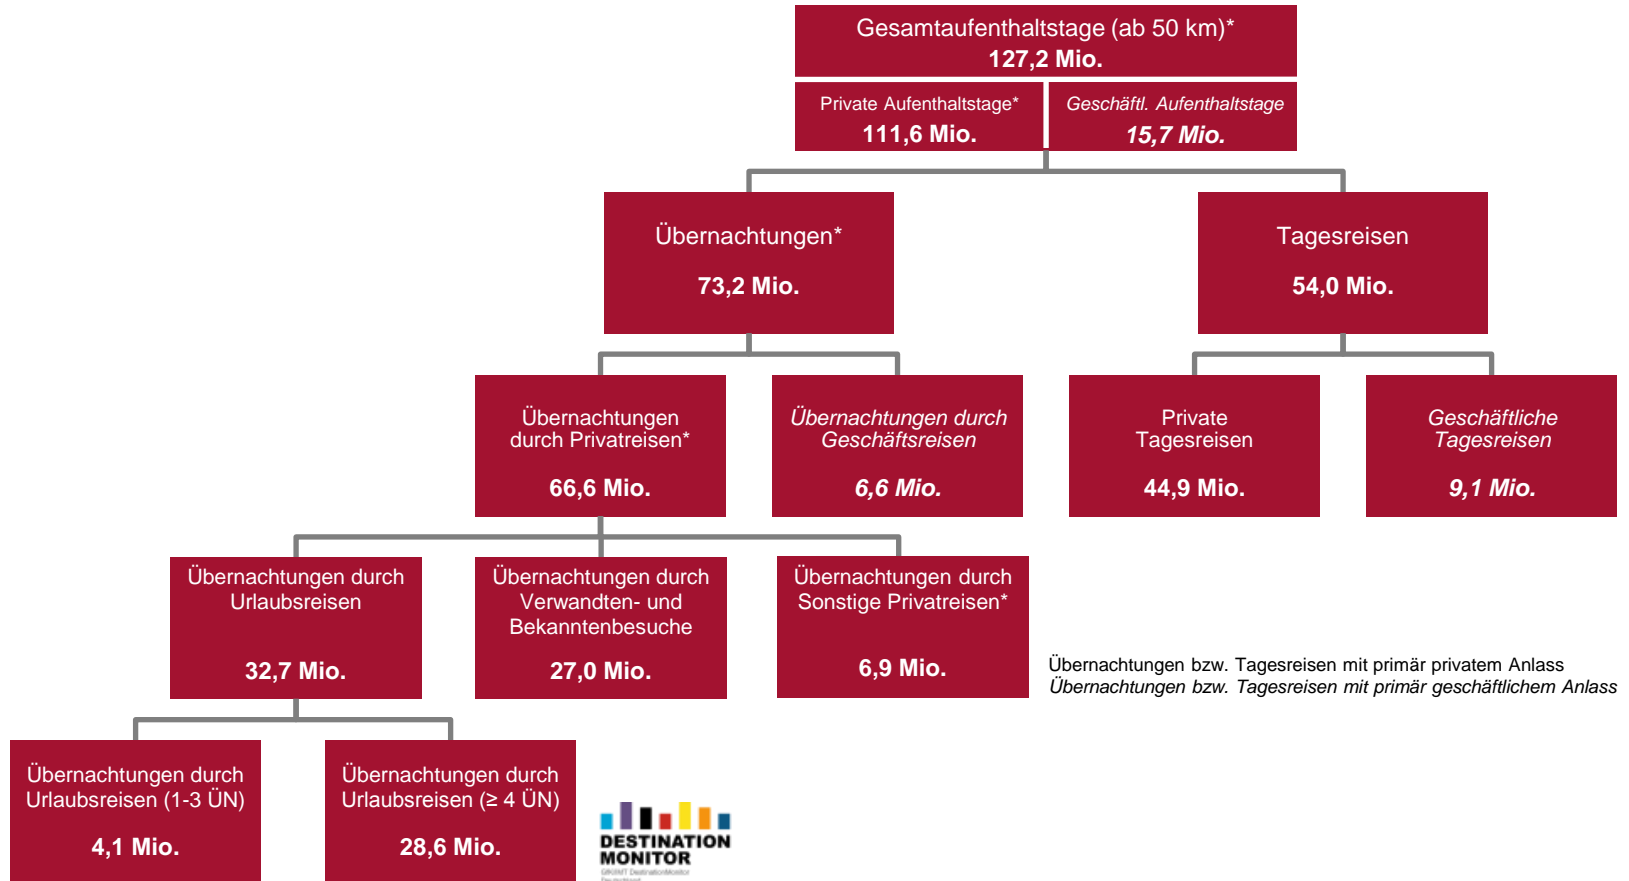 Gesamtaufenthaltstage (ab 50 km)*
127,2 Mio.
Private Aufenthaltstage*
111,6 Mio.
Geschäftl. Aufenthaltstage
15,7 Mio.
Übernachtungen*
73,2 Mio.
Tagesreisen
54,0 Mio.
Übernachtungen
durch Privatreisen*
66,6 Mio.
Übernachtungen durch
Geschäftsreisen
6,6 Mio.
Private
Tagesreisen
44,9 Mio.
Geschäftliche
Tagesreisen
9,1 Mio.
Übernachtungen durch
Urlaubsreisen
32,7 Mio.
Übernachtungen durch
Verwandten- und
Bekanntenbesuche
27,0 Mio.
Übernachtungen durch
Sonstige Privatreisen*
6,9 Mio.
Übernachtungen bzw. Tagesreisen mit primär privatem Anlass
Übernachtungen bzw. Tagesreisen mit primär geschäftlichem Anlass
Übernachtungen durch
Urlaubsreisen (1-3 ÜN)
4,1 Mio.
Übernachtungen durch
Urlaubsreisen (≥ 4 ÜN)
28,6 Mio.
DESTINATION
MONITOR
GfK/IMT DestinationMonitor
Deutschland